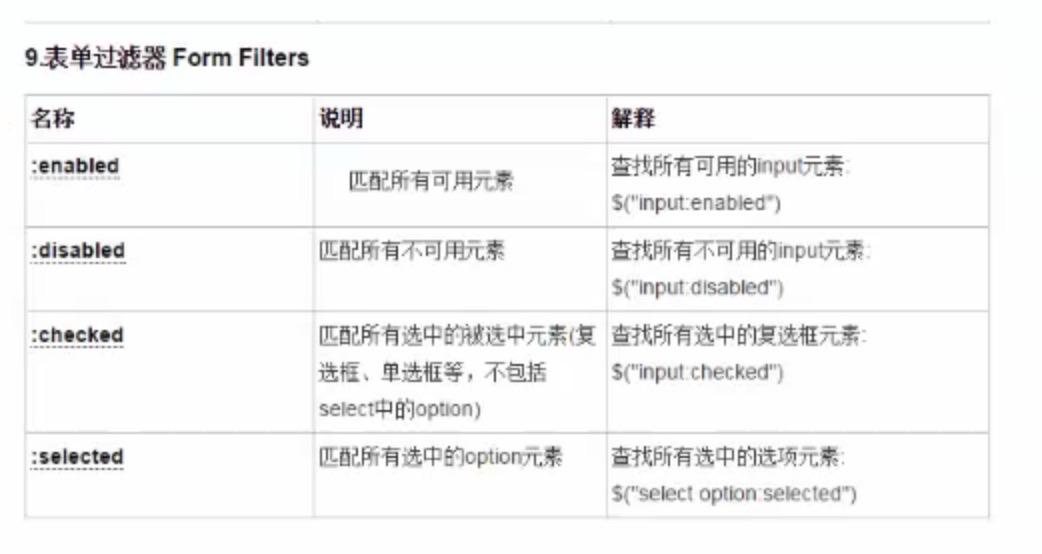 9.表单过滤器 Form Filters
名称 说明 解释
:enabled 匹配所有可用元素 查找所有可用的input元素:
$("input:enabled")
:disabled 匹配所有不可用元素 查找所有不可用的input元素:
$("input:disabled")
:checked 匹配所有选中的被选中元素(复 查找所有选中的复选框元素:
选框、单选框等，不包括 $("input:checked")
select中的option)
:selected 匹配所有选中的option元素 查找所有选中的选项元素:
$("select option:selected")